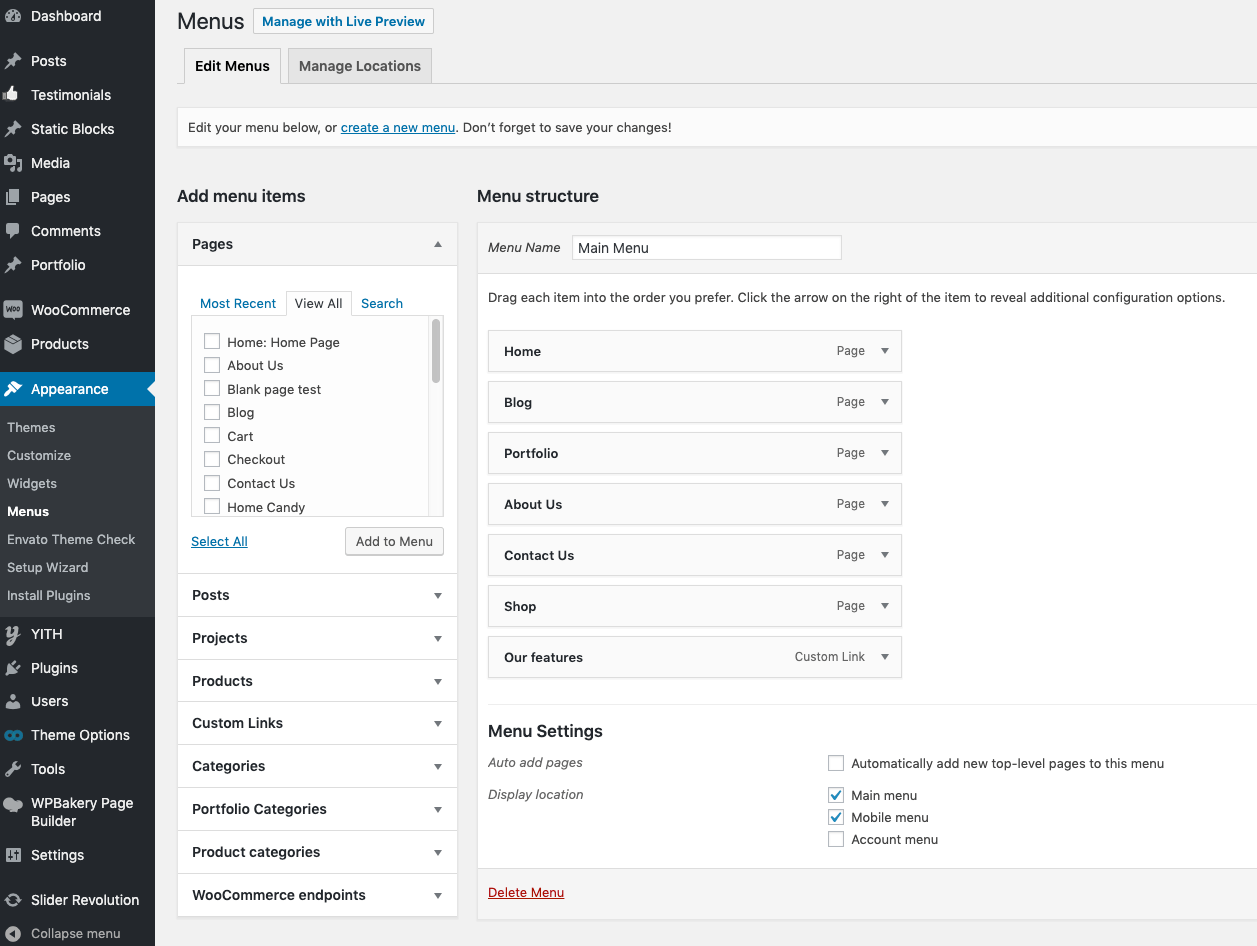 Dashboard
Posts
Testimonials
Static Blocks
Media
Pages
Comments
Portfolio
WOO WooCommerce
Products
Appearance
Themes
Customize
Widgets
Menus
Envato Theme Check
Setup Wizard
Install Plugins
YITH
Plugins
Users
Theme Options
Tools
WPBakery Page
Builder
Settings
Slider Revolution
Collapse menu
Menus Manage with Live Preview
Edit Menus Manage Locations
Edit your menu below, or create a new menu. Don’t forget to save your changes!
Add menu items
Pages
Most Recent View All Search
Home: Home Page
About Us
Blank page test
Blog
Cart
Checkout
Contact Us
Home Candy
Select All Add to Menu
Posts
Projects
Products
Custom Links
Categories
Portfolio Categories
Product categories
WooCommerce endpoints
Menu structure
Menu Name Main Menu
Drag each item into the order you prefer. Click the arrow on the right of the item to reveal additional configuration options.
Home Page
Blog Page
Portfolio Page
About Us Page
Contact Us Page
Shop Page
Our features Custom Link
Menu Settings
Auto add pages Automatically add new top-level pages to this menu
Display location Main menu
Mobile menu
Account menu
Delete Menu